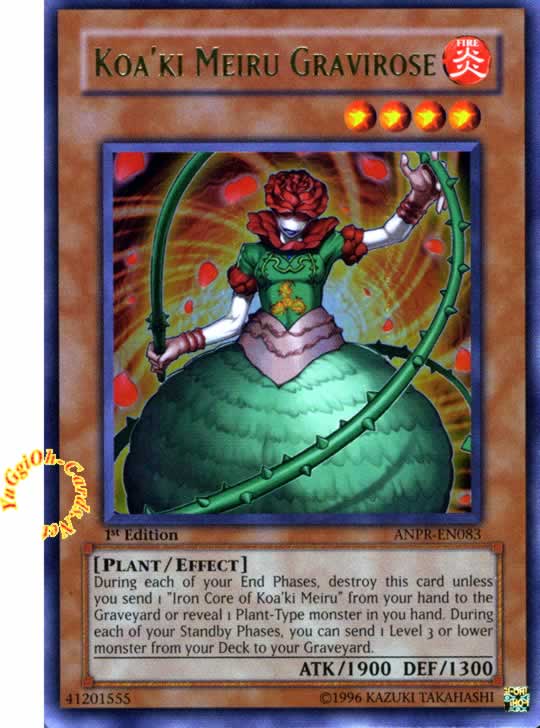 Koa'ki Meiru Gravirose
FIRE
炎
YuGgiOh-Cards.Net
1st Edition
ANPR-EN083
[Plant/Effect]
During each of your End Phases, destroy this card unless
you send 1 "Iron Core of Koa'ki Meiru" from your hand to the
Graveyard or reveal 1 Plant-Type monster in you hand. During
each of your Standby Phases, you can send 1 Level 3 or lower
monster from your Deck to your Graveyard.
ATK/1900 DEF/1300
41201555
©1996 KAZUKI TAKAHASHI